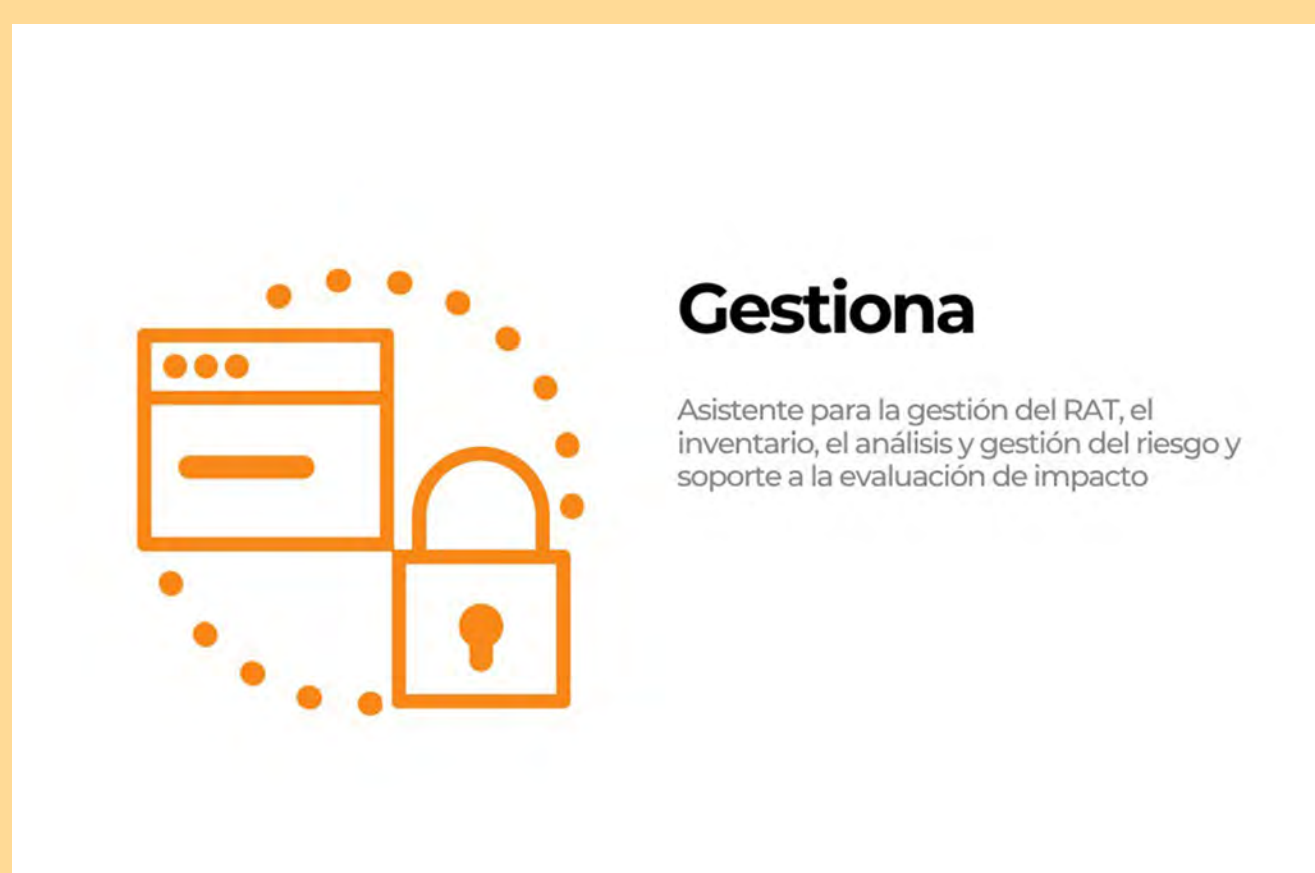 Gestiona
Asistente para la gestión del RAT, el
inventario, el análisis y gestión del riesgo y
soporte a la evaluación de impacto